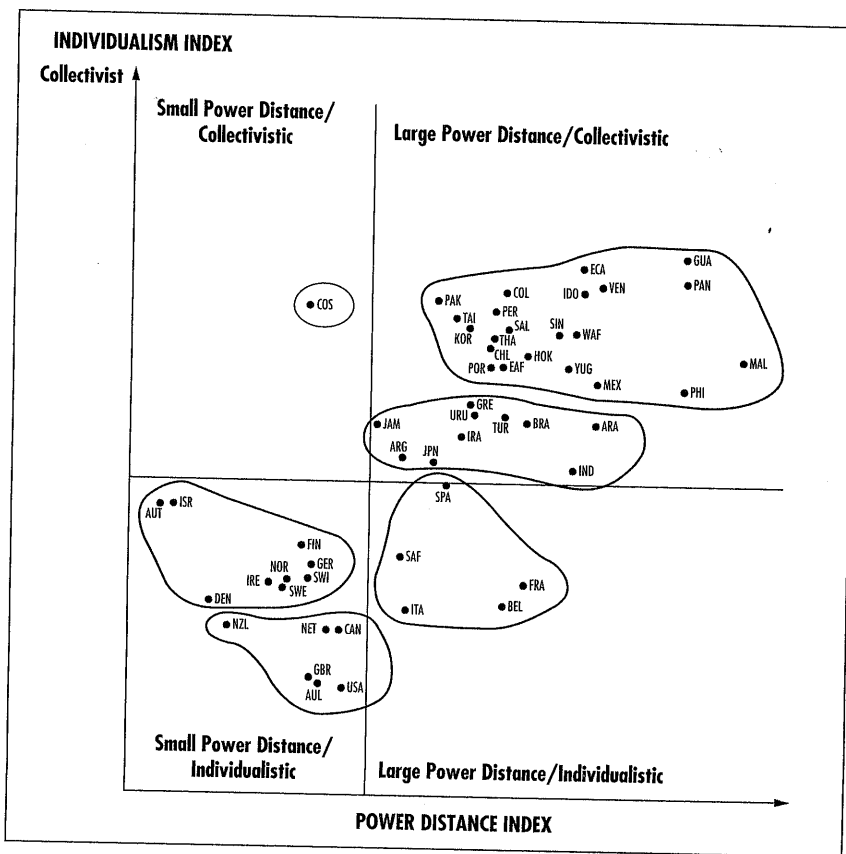 INDIVIDUALISM INDEX
Collectivist
Small Power Distance/
Collectivistic
Large Power Distance/Collectivistic
GUA
ECA
PAN
VEN
IDO
COL
PAK
COS
PER
TAI
SAL
KOR
SIN
WAF
THA
CHL
HOK
MAL
POR
EAF
YUG
MEX
PHI
GRE
URU
JAM
TUR
BRA
ARA
IRA
ARG
JPN
IND
SPA
ISR
AUT
FIN
SAF
GER
NOR
SWI
IRE
SWE
FRA
DEN
BEL
ITA
NZL
NET
CAN
GBR
AUL
USA
Small Power Distance/
Individualistic
Large Power Distance/Individualistic
POWER DISTANCE INDEX